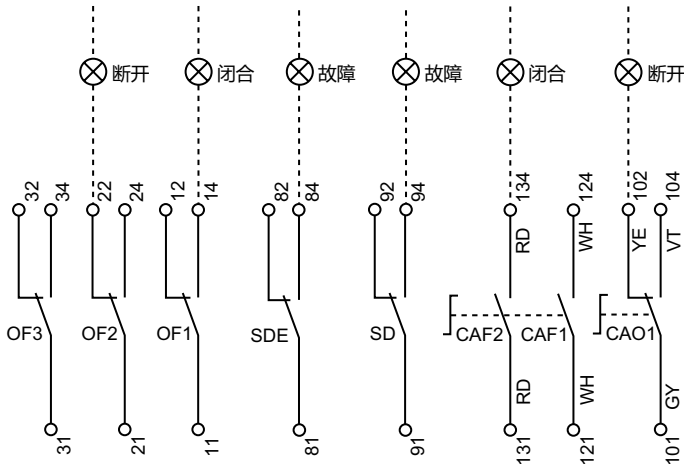 断开 闭合 故障 故障 闭合 断开
32 34 22 24 12 14 82 84 92 94 134 124 102 104
RD WH YE VT
OF3 OF2 OF1 SDE SD CAF2 CAF1 CAO1
RD WH GY
31 21 11 81 91 131 121 101